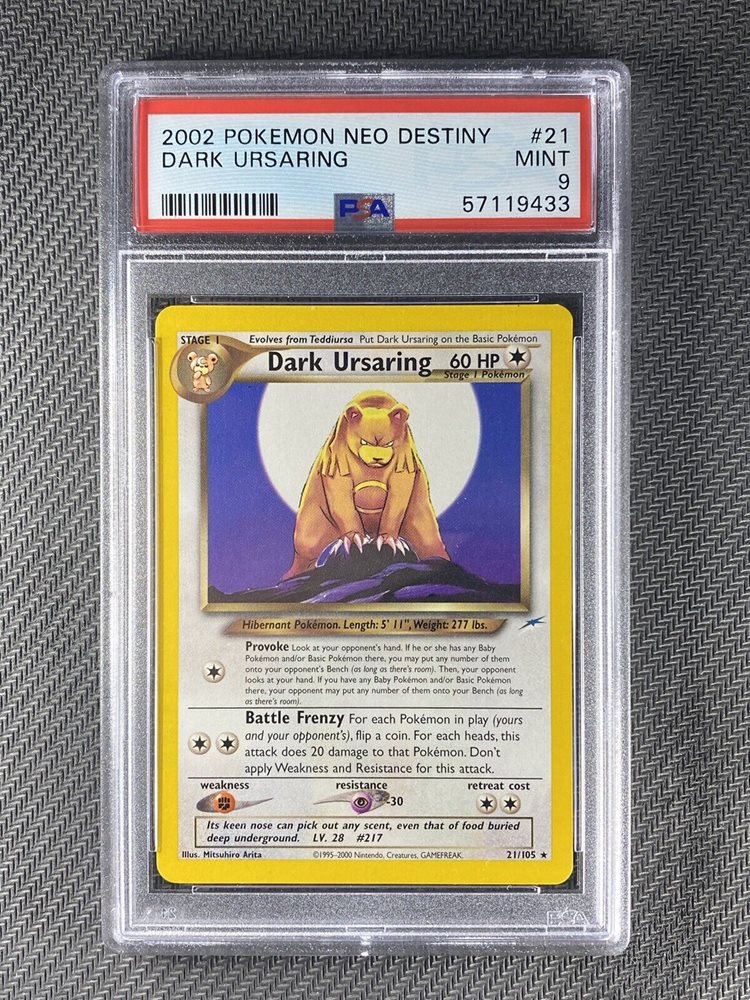 2002 POKEMON NEO DESTINY #21
DARK URSARING MINT
9
PSA 57119433
STAGE 1 Evolves from Teddiursa Put Dark Ursaring on the Basic Pokémon
Dark Ursaring 60 HP
Stage 1 Pokémon
Hibernant Pokémon. Length: 5' 11", Weight: 277 lbs.
Provoke Look at your opponent's hand. If he or she has any Baby
Pokémon and/or Basic Pokémon there, you may put any number of them
onto your opponent's Bench (as long as there's room). Then, your opponent
looks at your hand. If you have any Baby Pokémon and/or Basic Pokémon
there, your opponent may put any number of them onto your Bench (as long
as there's room).
Battle Frenzy For each Pokémon in play (yours
and your opponent's), flip a coin. For each heads, this
attack does 20 damage to that Pokémon. Don't
apply Weakness and Resistance for this attack.
weakness resistance retreat cost
-30
Its keen nose can pick out any scent, even that of food buried
deep underground. LV. 28 #217
Illus. Mitsuhiro Arita ©1995-2000 Nintendo, Creatures, GAMEFREAK. 21/105 ★